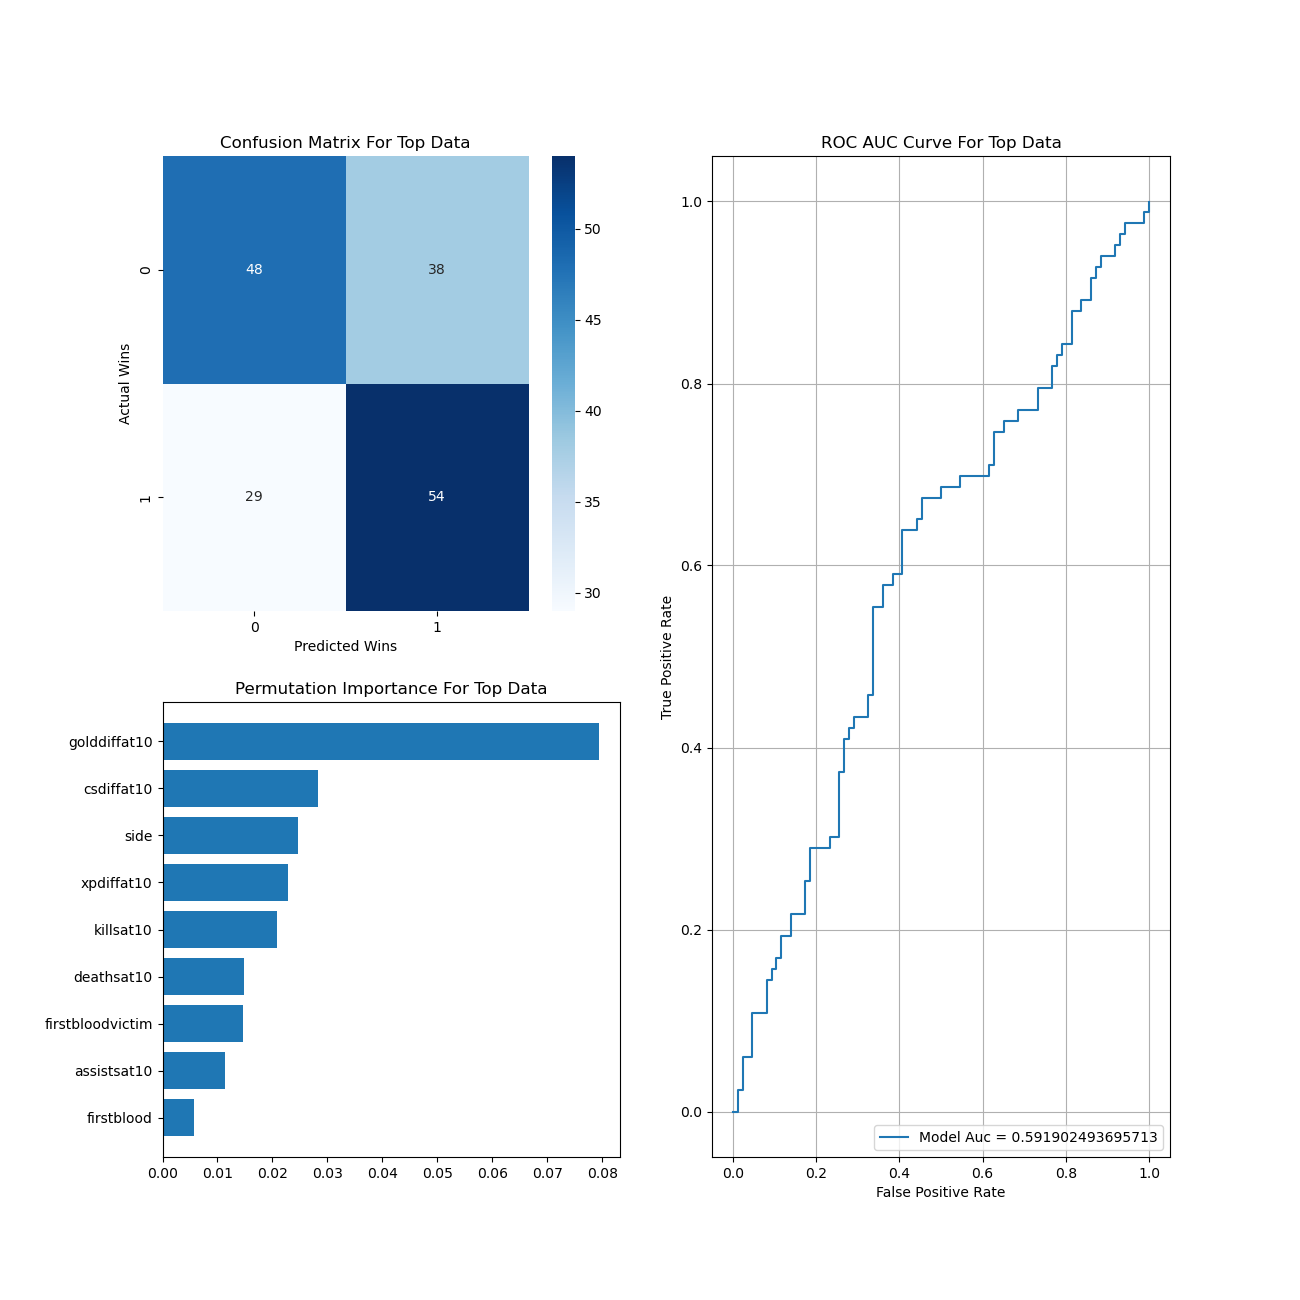 Confusion Matrix For Top Data
48 38
29 54
0
1
Actual Wins
0 1
Predicted Wins
50
45
40
35
30
Permutation Importance For Top Data
golddiffat10
csdiffat10
side
xpdiffat10
killsat10
deathsat10
firstbloodvictim
assistsat10
firstblood
0.00 0.01 0.02 0.03 0.04 0.05 0.06 0.07 0.08
ROC AUC Curve For Top Data
1.0
0.8
0.6
0.4
0.2
0.0
True Positive Rate
Model Auc = 0.591902493695713
0.0 0.2 0.4 0.6 0.8 1.0
False Positive Rate